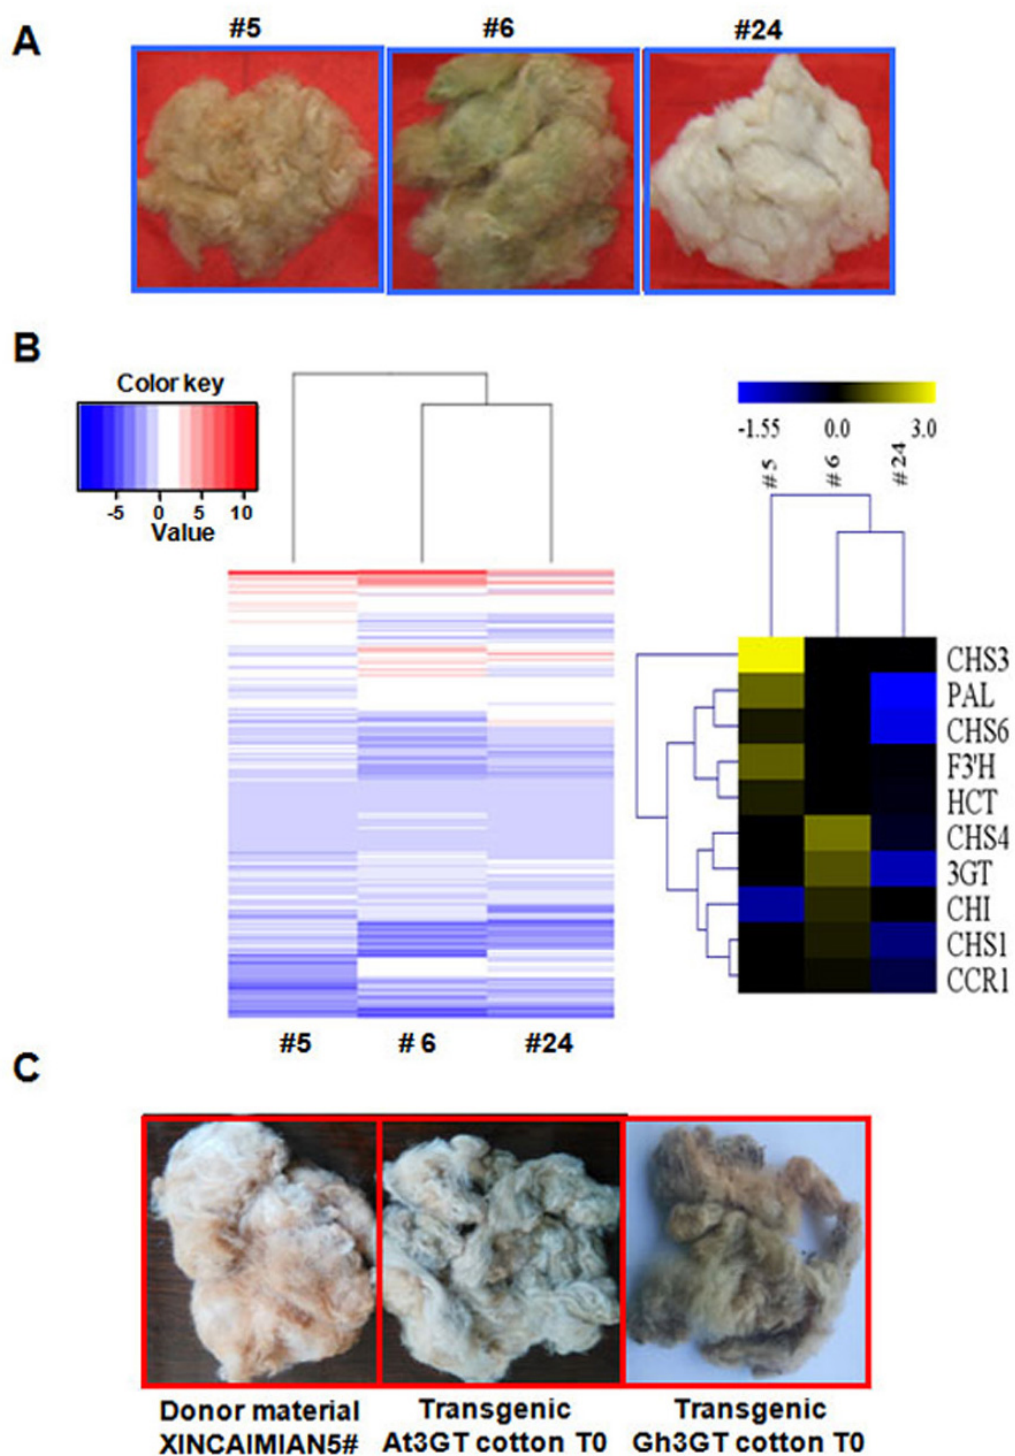 A
#5
#6
#24
B
Color key
-5 0 5 10
Value
-1.55 0.0 3.0
#5
#6
#24
CHS3
PAL
CHS6
F3'H
HCT
CHS4
3GT
CHI
CHS1
CCR1
#5
# 6
#24
C
Donor material
XINCAIMIAN5#
Transgenic
At3GT cotton T0
Transgenic
Gh3GT cotton T0